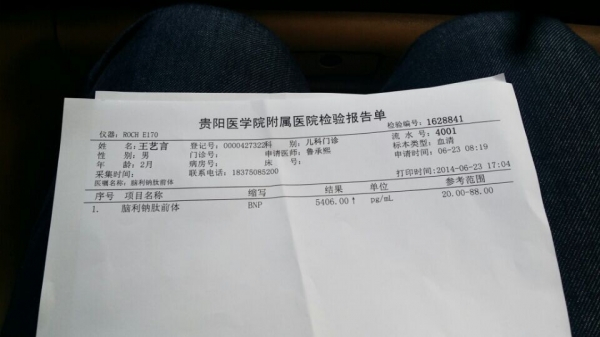 贵阳医学院附属医院检验报告单
仪器: ROCH E170 检验编号: 1628841
姓 名: 王艺言 登记号: 0000427322 科 别: 儿科门诊 流 水 号: 4001
性 别: 男 门诊号: 申请医师: 鲁承熙 标本类型: 血清
年 龄: 2月 病房号: 床 号: 申请时间: 06-23 08:19
采集时间: 联系电话: 18375085200
医嘱名称: 脑利钠肽前体 打印时间: 2014-06-23 17:04
序号 项目名称 缩写 结果 单位 参考范围
1. 脑利钠肽前体 BNP 5406.00↑ pg/mL 20.00-88.00